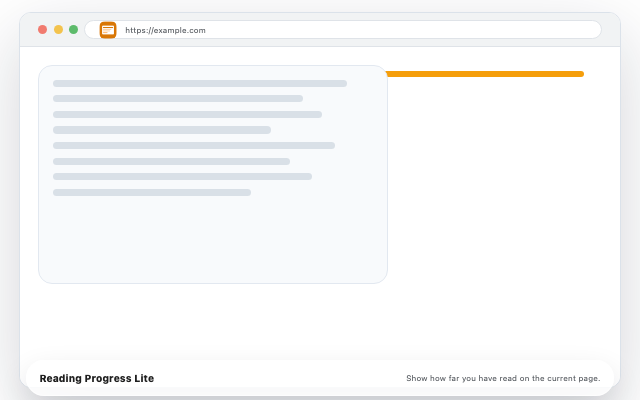 https://example.com
Reading Progress Lite
Show how far you have read on the current page.